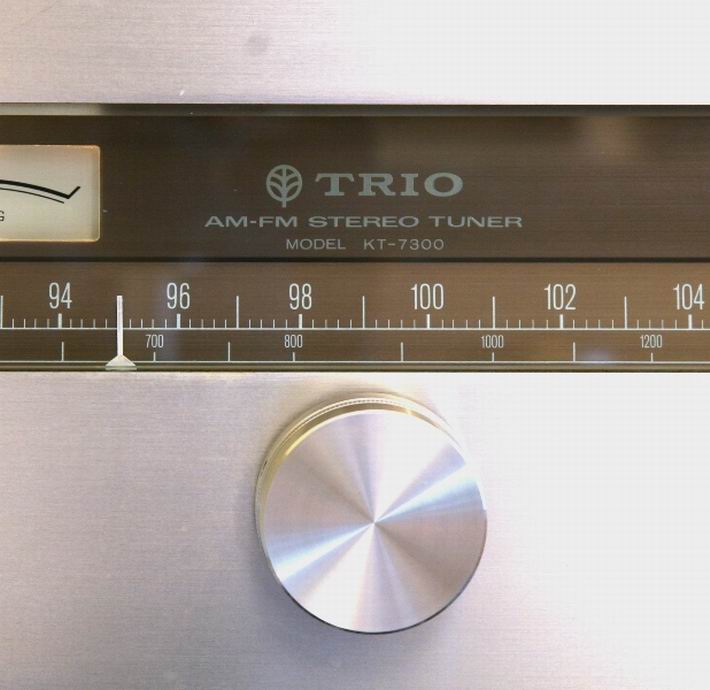 TRIO
AM-FM STEREO TUNER
MODEL KT-7300
94 96 98 100 102 104
700 800 1000 1200